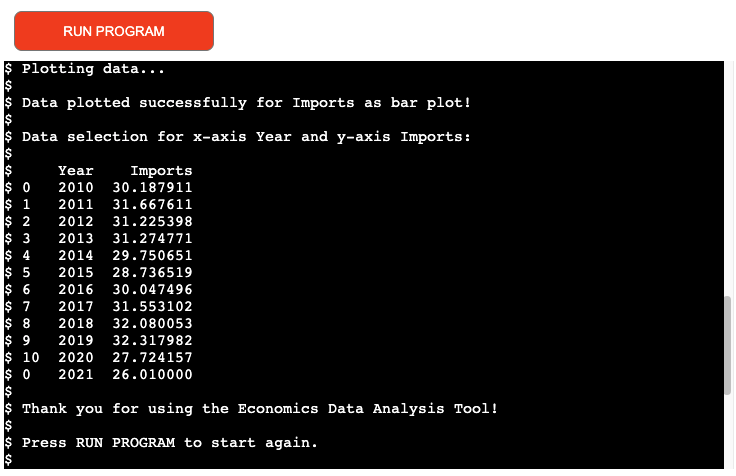 RUN PROGRAM
$ Plotting data...
$
$ Data plotted successfully for Imports as bar plot!
$
$ Data selection for x-axis Year and y-axis Imports:
$
$     Year    Imports
$ 0   2010  30.187911
$ 1   2011  31.667611
$ 2   2012  31.225398
$ 3   2013  31.274771
$ 4   2014  29.750651
$ 5   2015  28.736519
$ 6   2016  30.047496
$ 7   2017  31.553102
$ 8   2018  32.080053
$ 9   2019  32.317982
$ 10  2020  27.724157
$ 0   2021  26.010000
$
$ Thank you for using the Economics Data Analysis Tool!
$
$ Press RUN PROGRAM to start again.
$